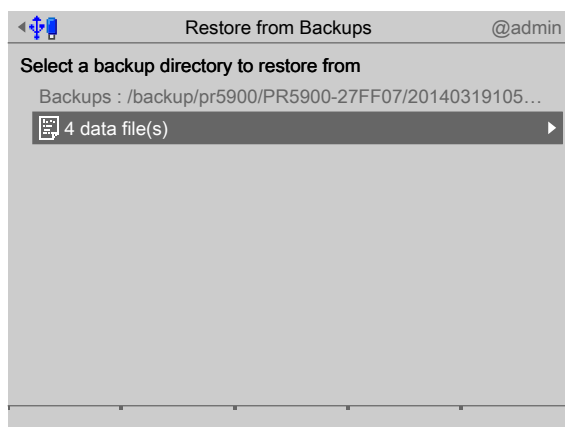 Restore from Backups @admin
Select a backup directory to restore from
Backups : /backup/pr5900/PR5900-27FF07/20140319105…
4 data file(s)